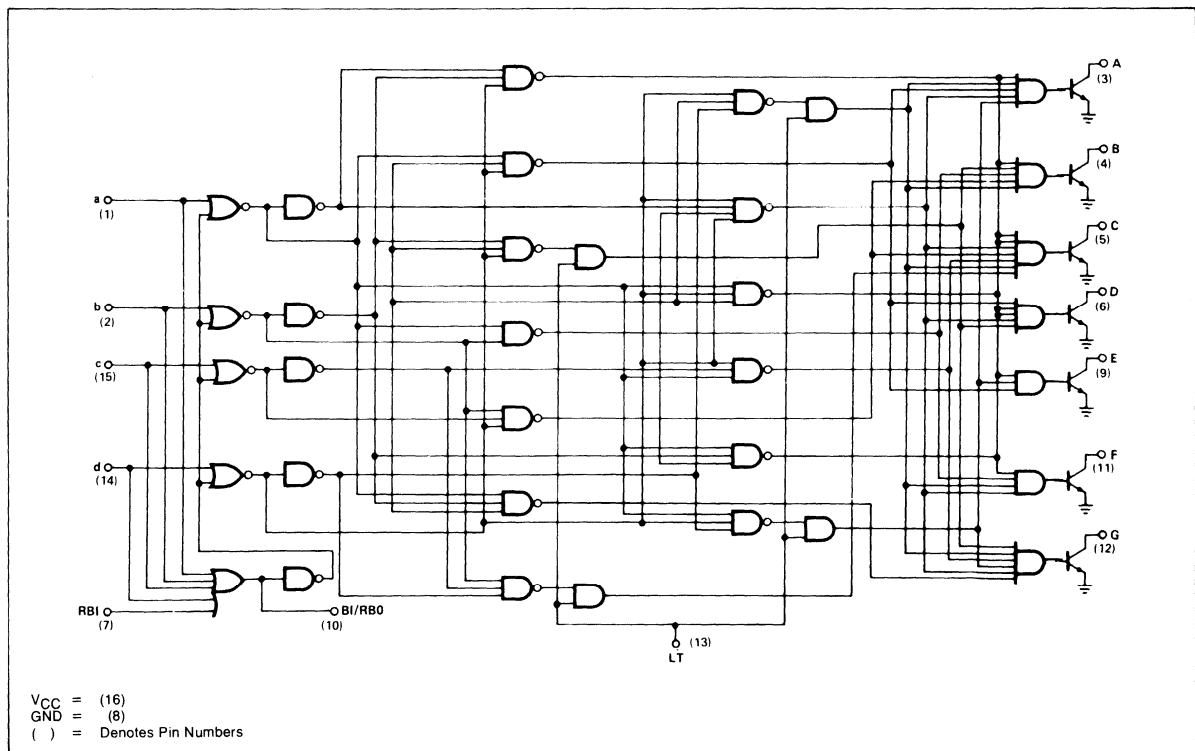 A
(3)
B
(4)
a
(1)
C
(5)
b
(2)
D
(6)
c
(15)
E
(9)
d
(14)
F
(11)
G
(12)
RBI
(7)
BI/RBO
(10)
(13)
LT
VCC = (16)
GND = (8)
( ) = Denotes Pin Numbers